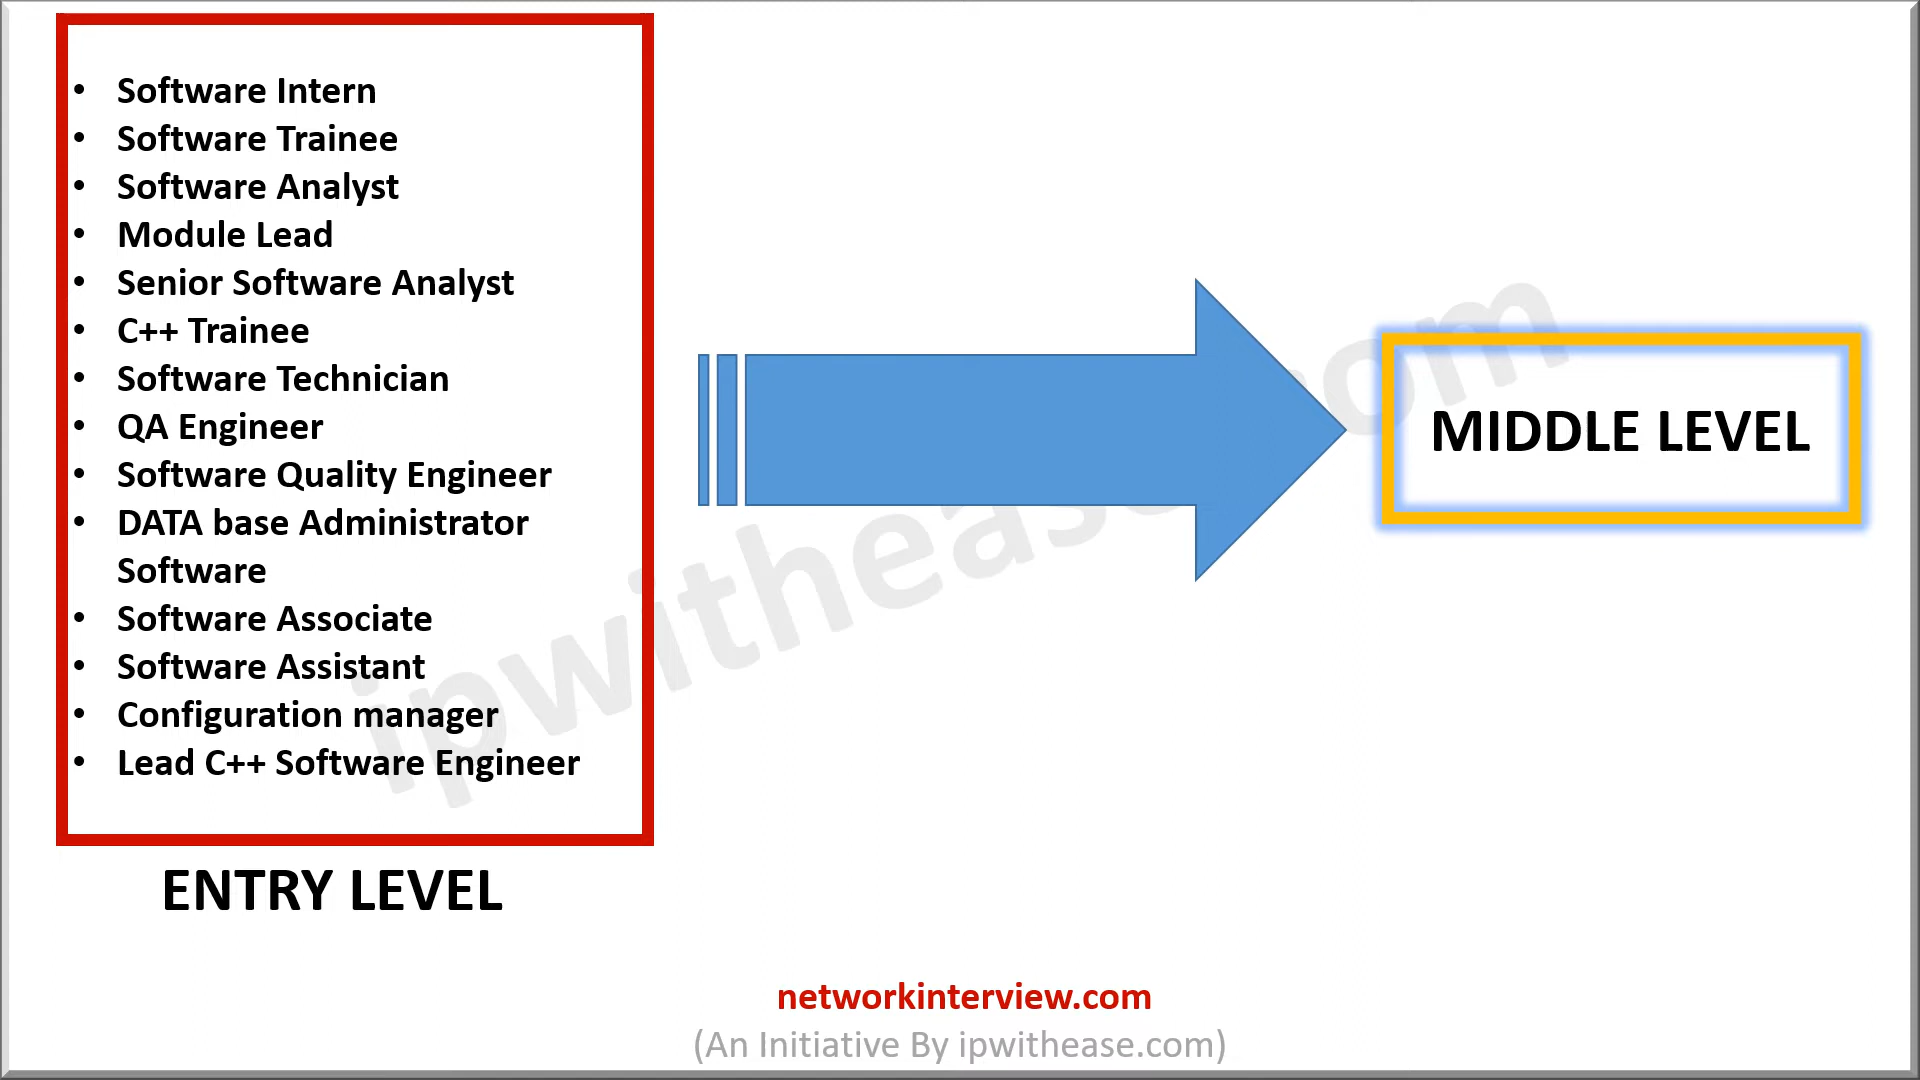 • Software Intern
• Software Trainee
• Software Analyst
• Module Lead
• Senior Software Analyst
• C++ Trainee
• Software Technician
• QA Engineer
• Software Quality Engineer
• DATA base Administrator
Software
• Software Associate
• Software Assistant
• Configuration manager
• Lead C++ Software Engineer
ENTRY LEVEL
MIDDLE LEVEL
ipwithease.com
networkinterview.com
(An Initiative By ipwithease.com)